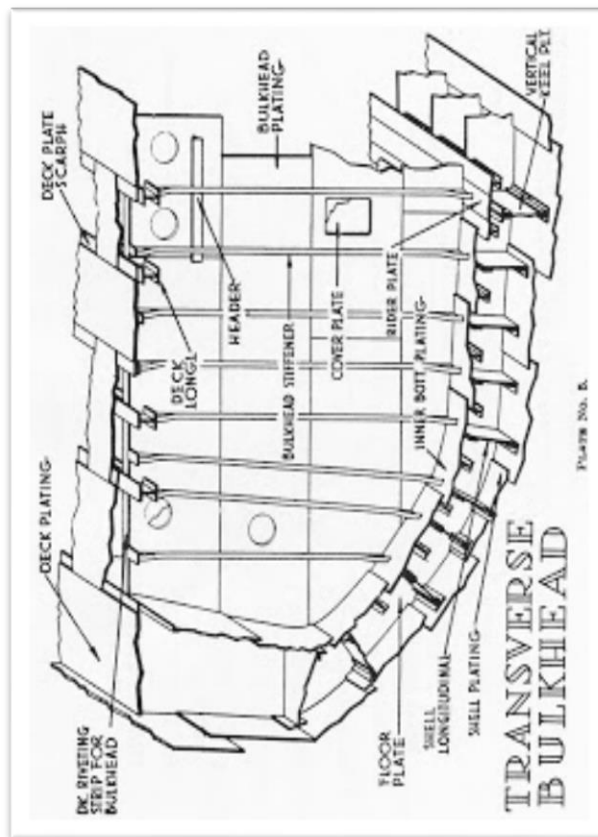 DECK PLATE
SCARPH
BULKHEAD
PLATING
VERTICAL
KEEL PLT.
DECK PLATING
DECK
LONGL
HEADER
BULKHEAD STIFFENER
COVER PLATE
RIDER PLATE
INNER BOTT PLATING
DK. RIVETING
STRIP FOR
BULKHEAD
FLOOR
PLATE
SHELL
LONGITUDINAL
SHELL PLATING
TRANSVERSE
BULKHEAD
PLATE No. 8.